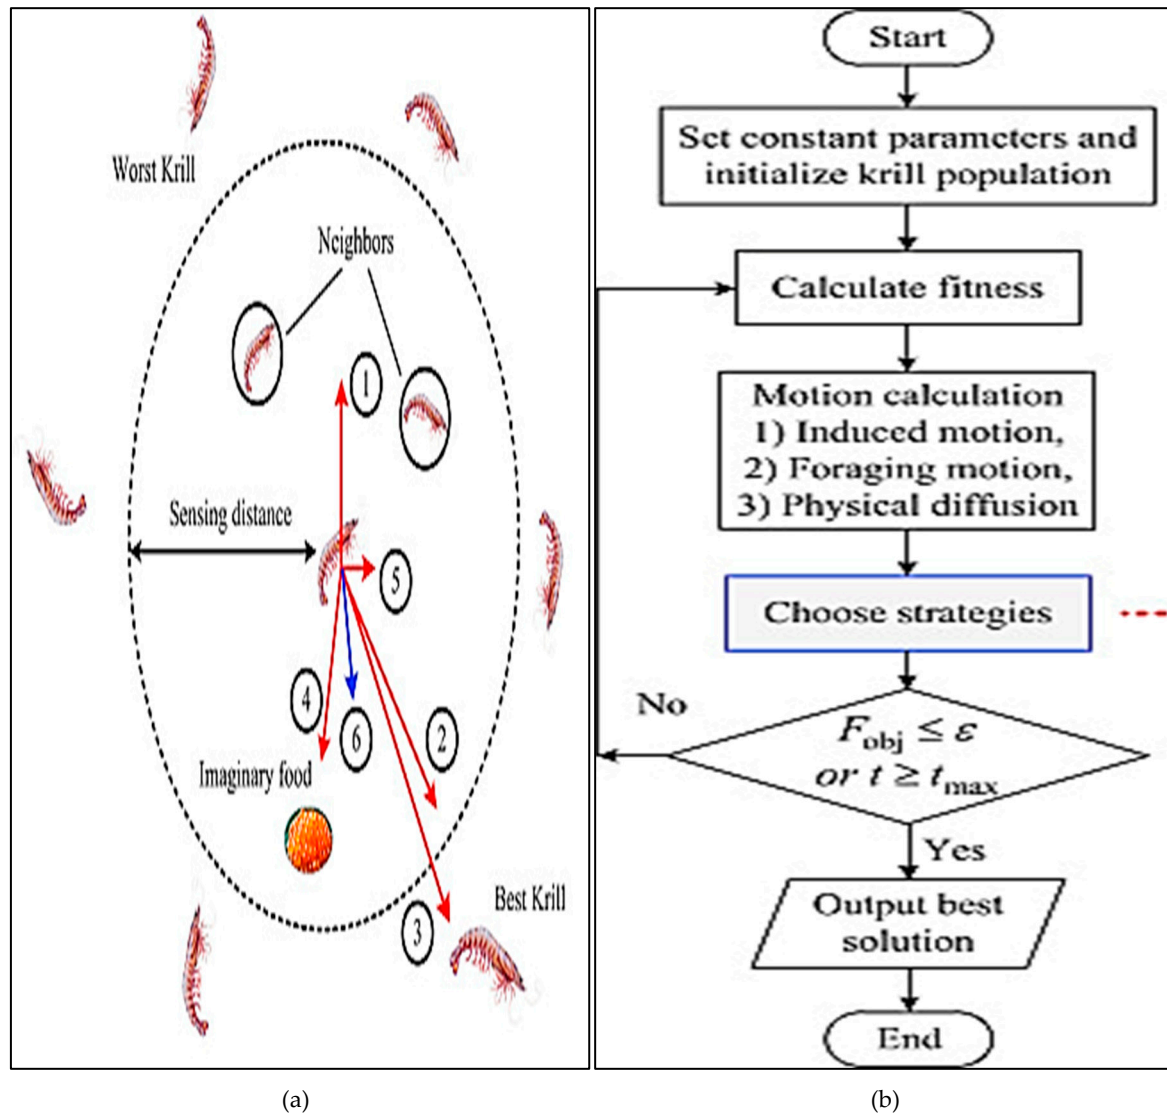 Worst Krill
Neighbors
1
Sensing distance
5
4
6
2
Imaginary food
Best Krill
3
(a)
Start
Set constant parameters and
initialize krill population
Calculate fitness
Motion calculation
1) Induced motion,
2) Foraging motion,
3) Physical diffusion
Choose strategies
No
F_obj ≤ ε
or t ≥ t_max
Yes
Output best
solution
End
(b)